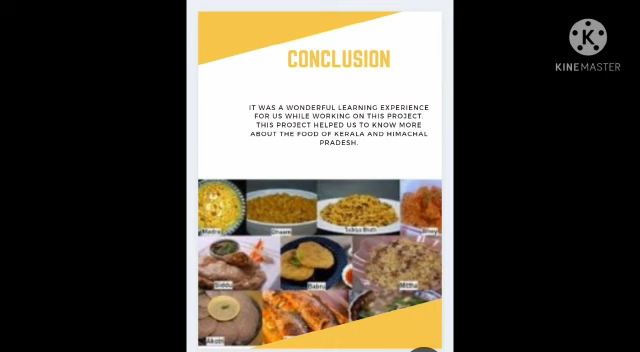 CONCLUSION
K
KINEMASTER
IT WAS A WONDERFUL LEARNING EXPERIENCE
FOR US WHILE WORKING ON THIS PROJECT.
THIS PROJECT HELPED US TO KNOW MORE
ABOUT THE FOOD OF KERALA AND HIMACHAL
PRADESH.
Madra
Dhaam
Siddu
Babru
Mittha